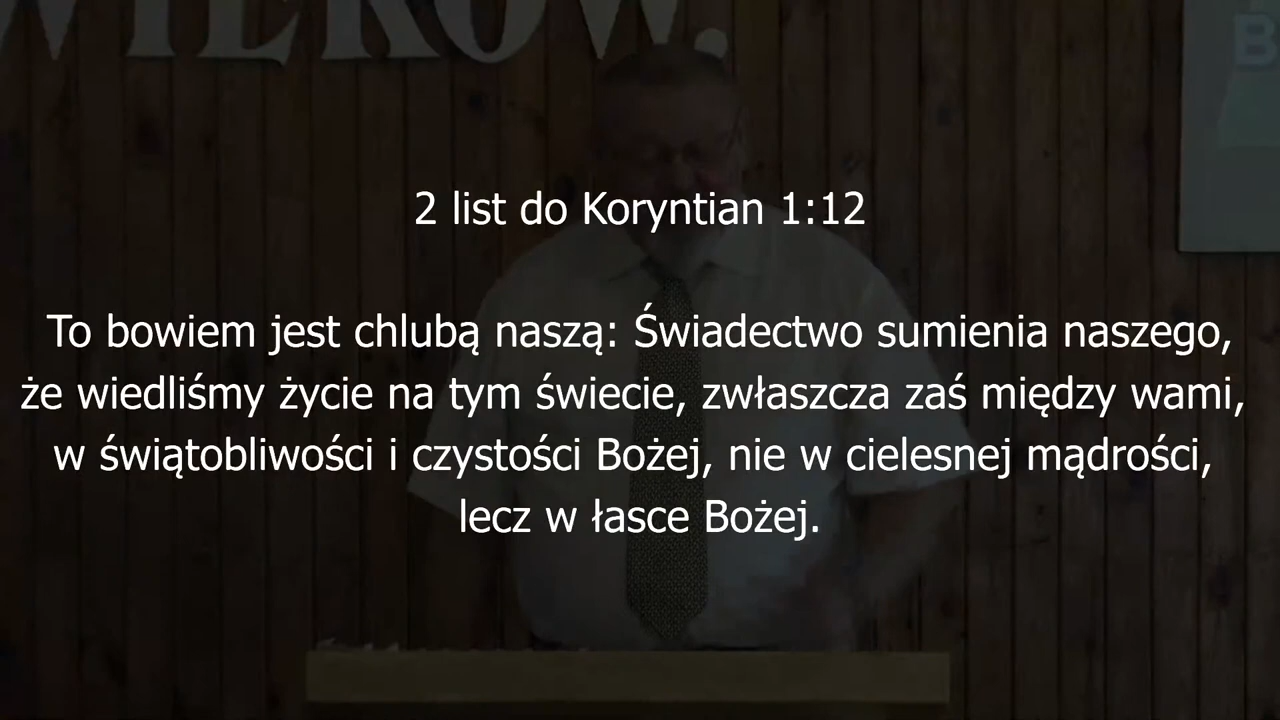 WIEKÓW.
B
2 list do Koryntian 1:12
To bowiem jest chlubą naszą: Świadectwo sumienia naszego,
że wiedliśmy życie na tym świecie, zwłaszcza zaś między wami,
w świątobliwości i czystości Bożej, nie w cielesnej mądrości,
lecz w łasce Bożej.